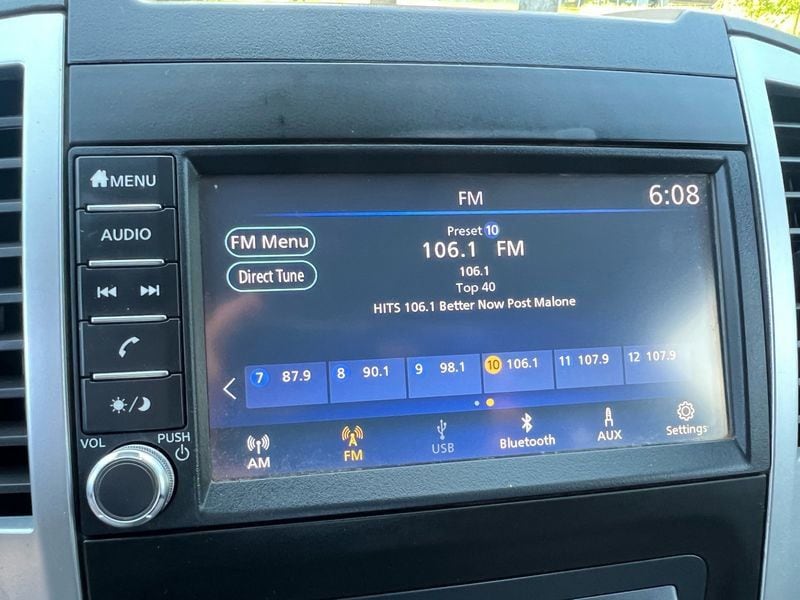 MENU
AUDIO
VOL
PUSH
FM
6:08
FM Menu
Direct Tune
Preset 10
106.1 FM
106.1
Top 40
HITS 106.1 Better Now Post Malone
7 87.9
8 90.1
9 98.1
10 106.1
11 107.9
12 107.9
AM
FM
USB
Bluetooth
AUX
Settings